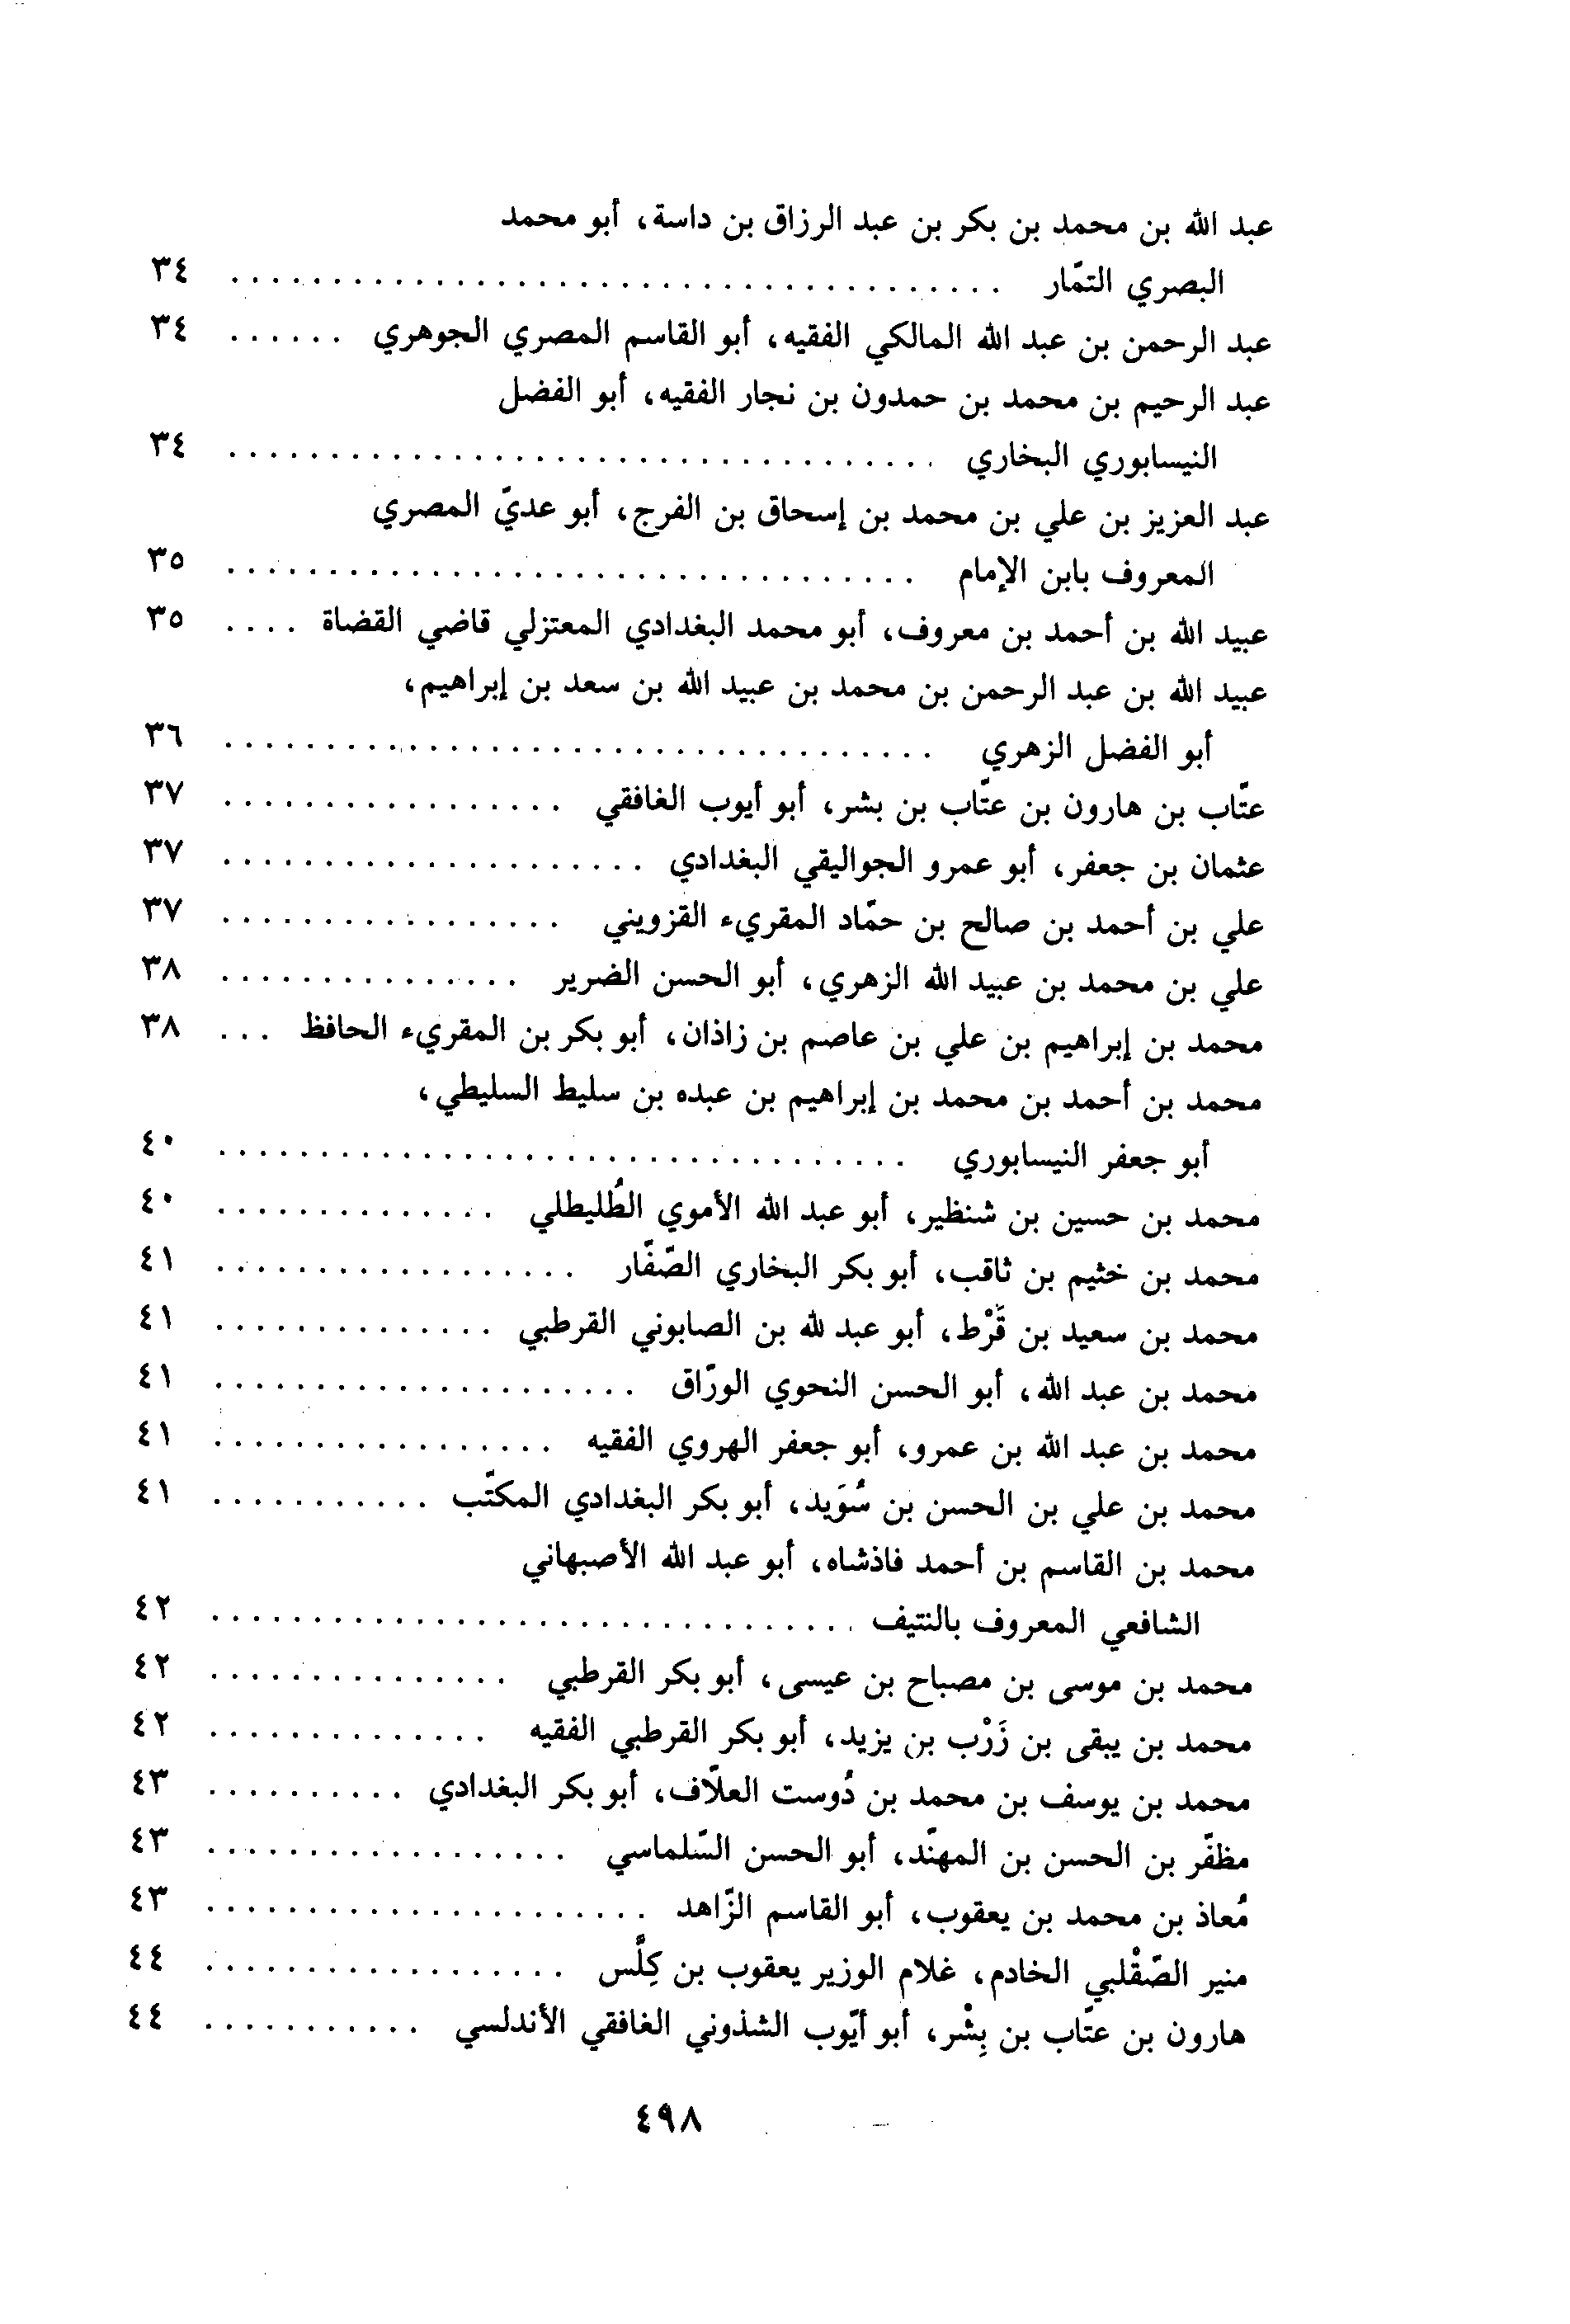 عبد الله بن محمد بن بكر بن عبد الرزاق بن داسة، أبو محمد
البصري التمّار . . . . . . . . . . . . . . . . . . . . . . . . . . . . . . . . . . . . . . ٣٤
عبد الرحمن بن عبد الله المالكي الفقيه، أبو القاسم المصري الجوهري . . . . . . ٣٤
عبد الرحيم بن محمد بن حمدون بن نجار الفقيه، أبو الفضل
النيسابوري البخاري . . . . . . . . . . . . . . . . . . . . . . . . . . . . . . . . . . . ٣٤
عبد العزيز بن علي بن محمد بن إسحاق بن الفرج، أبو عديّ المصري
المعروف بابن الإمام . . . . . . . . . . . . . . . . . . . . . . . . . . . . . . . . . . ٣٥
عبيد الله بن أحمد بن معروف، أبو محمد البغدادي المعتزلي قاضي القضاة . . . . ٣٥
عبيد الله بن عبد الرحمن بن محمد بن عبيد الله بن سعد بن إبراهيم،
أبو الفضل الزهري . . . . . . . . . . . . . . . . . . . . . . . . . . . . . . . . . . . ٣٦
عتّاب بن هارون بن عتّاب بن بشر، أبو أيوب الغافقي . . . . . . . . . . . . . . . . . ٣٧
عثمان بن جعفر، أبو عمرو الجواليقي البغدادي . . . . . . . . . . . . . . . . . . . . . ٣٧
علي بن أحمد بن صالح بن حمّاد المقريء القزويني . . . . . . . . . . . . . . . . . ٣٧
علي بن محمد بن عبيد الله الزهري، أبو الحسن الضرير . . . . . . . . . . . . . . . ٣٨
محمد بن إبراهيم بن علي بن عاصم بن زاذان، أبو بكر بن المقريء الحافظ . . . ٣٨
محمد بن أحمد بن محمد بن إبراهيم بن عبده بن سليط السليطي،
أبو جعفر النيسابوري . . . . . . . . . . . . . . . . . . . . . . . . . . . . . . . . . . ٤٠
محمد بن حسين بن شنظير، أبو عبد الله الأموي الطُليطلي . . . . . . . . . . . . . . ٤٠
محمد بن خثيم بن ثاقب، أبو بكر البخاري الصّفّار . . . . . . . . . . . . . . . . . . ٤١
محمد بن سعيد بن قَرْط، أبو عبد لله بن الصابوني القرطبي . . . . . . . . . . . . . . ٤١
محمد بن عبد الله، أبو الحسن النحوي الورّاق . . . . . . . . . . . . . . . . . . . . . ٤١
محمد بن عبد الله بن عمرو، أبو جعفر الهروي الفقيه . . . . . . . . . . . . . . . . . ٤١
محمد بن علي بن الحسن بن سُوَيد، أبو بكر البغدادي المكتّب . . . . . . . . . . . ٤١
محمد بن القاسم بن أحمد فاذشاه، أبو عبد الله الأصبهاني
الشافعي المعروف بالنتيف . . . . . . . . . . . . . . . . . . . . . . . . . . . . . . . . ٤٢
محمد بن موسى بن مصباح بن عيسى، أبو بكر القرطبي . . . . . . . . . . . . . . . ٤٢
محمد بن يبقى بن زَرْب بن يزيد، أبو بكر القرطبي الفقيه . . . . . . . . . . . . . . ٤٢
محمد بن يوسف بن محمد بن دُوست العلّاف، أبو بكر البغدادي . . . . . . . . . . ٤٣
مظفّر بن الحسن بن المهنّد، أبو الحسن السّلماسي . . . . . . . . . . . . . . . . . . ٤٣
مُعاذ بن محمد بن يعقوب، أبو القاسم الزّاهد . . . . . . . . . . . . . . . . . . . . . . ٤٣
منير الصّقْلبي الخادم، غلام الوزير يعقوب بن كِلَّس . . . . . . . . . . . . . . . . . . ٤٤
هارون بن عتّاب بن بِشْر، أبو أيّوب الشذوني الغافقي الأندلسي . . . . . . . . . . . ٤٤
٤٩٨